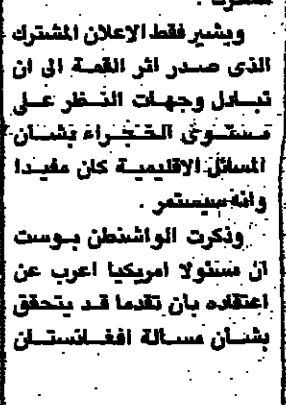 ويشير فقط الاعلان المشترك
الذى صدر اثر القمة الى ان
تبادل وجهات النظر على
مستوى الخبراء بشأن
المسائل الاقليمية كان مفيدا
وانه سيستمر .
وذكرت الواشنطن بوست
ان مسئولا امريكيا اعرب عن
اعتقاده بان تقدما قد يتحقق
بشأن مسألة افغانستان